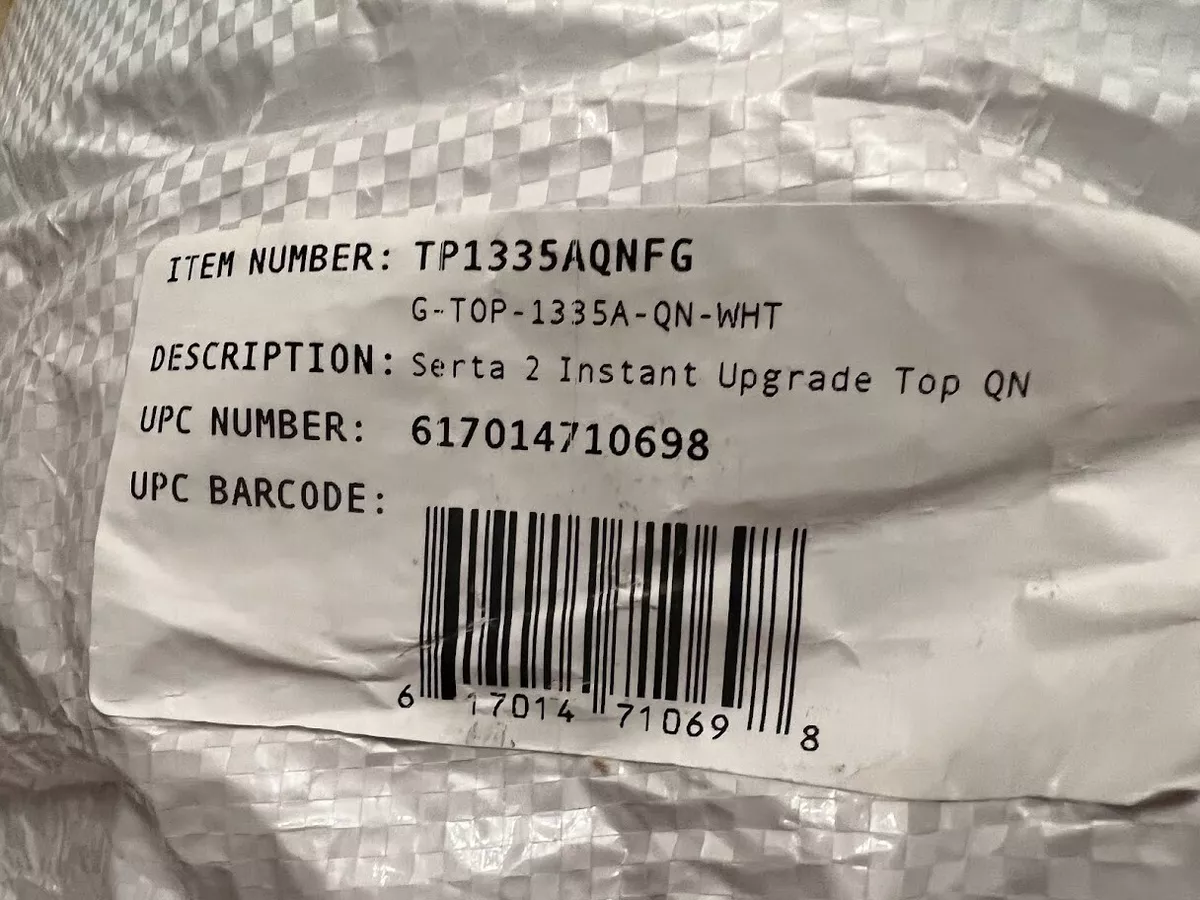 ITEM NUMBER: TP1335AQNFG
G-TOP-1335A-QN-WHT
DESCRIPTION: Serta 2 Instant Upgrade Top QN
UPC NUMBER: 617014710698
UPC BARCODE:
6 17014 71069 8